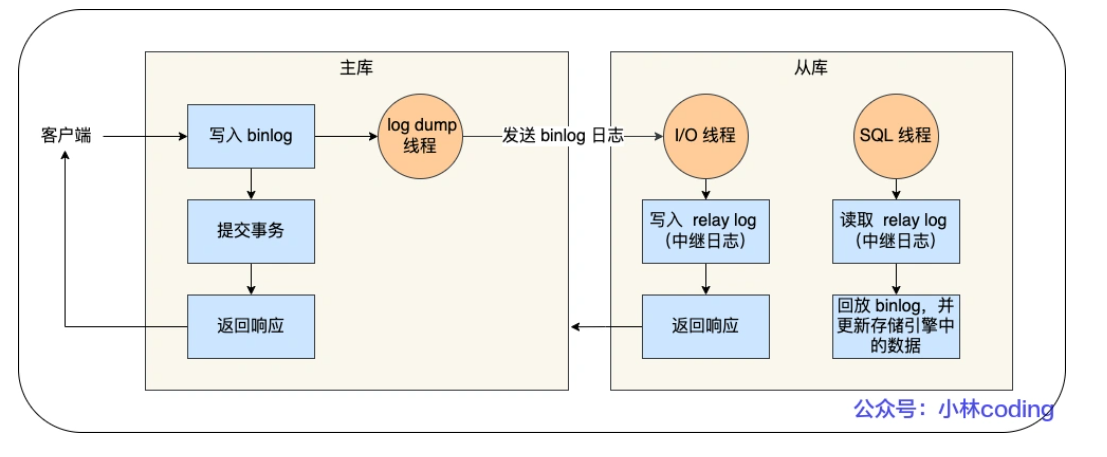 主库
从库
客户端
写入 binlog
log dump
线程
发送 binlog 日志
I/O 线程
SQL 线程
提交事务
写入 relay log
（中继日志）
读取 relay log
（中继日志）
返回响应
返回响应
回放 binlog，并
更新存储引擎中
的数据
公众号：小林coding